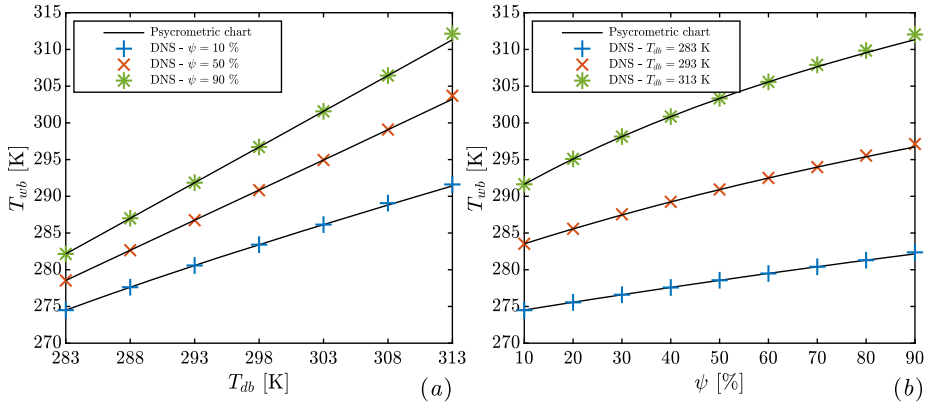 315
310
305
300
295
290
285
280
275
270
T_wb [K]
Psycrometric chart
DNS - ψ = 10 %
DNS - ψ = 50 %
DNS - ψ = 90 %
283 288 293 298 303 308 313
T_db [K]
(a)
315
310
305
300
295
290
285
280
275
270
T_wb [K]
Psycrometric chart
DNS - T_db = 283 K
DNS - T_db = 293 K
DNS - T_db = 313 K
10 20 30 40 50 60 70 80 90
ψ [%]
(b)